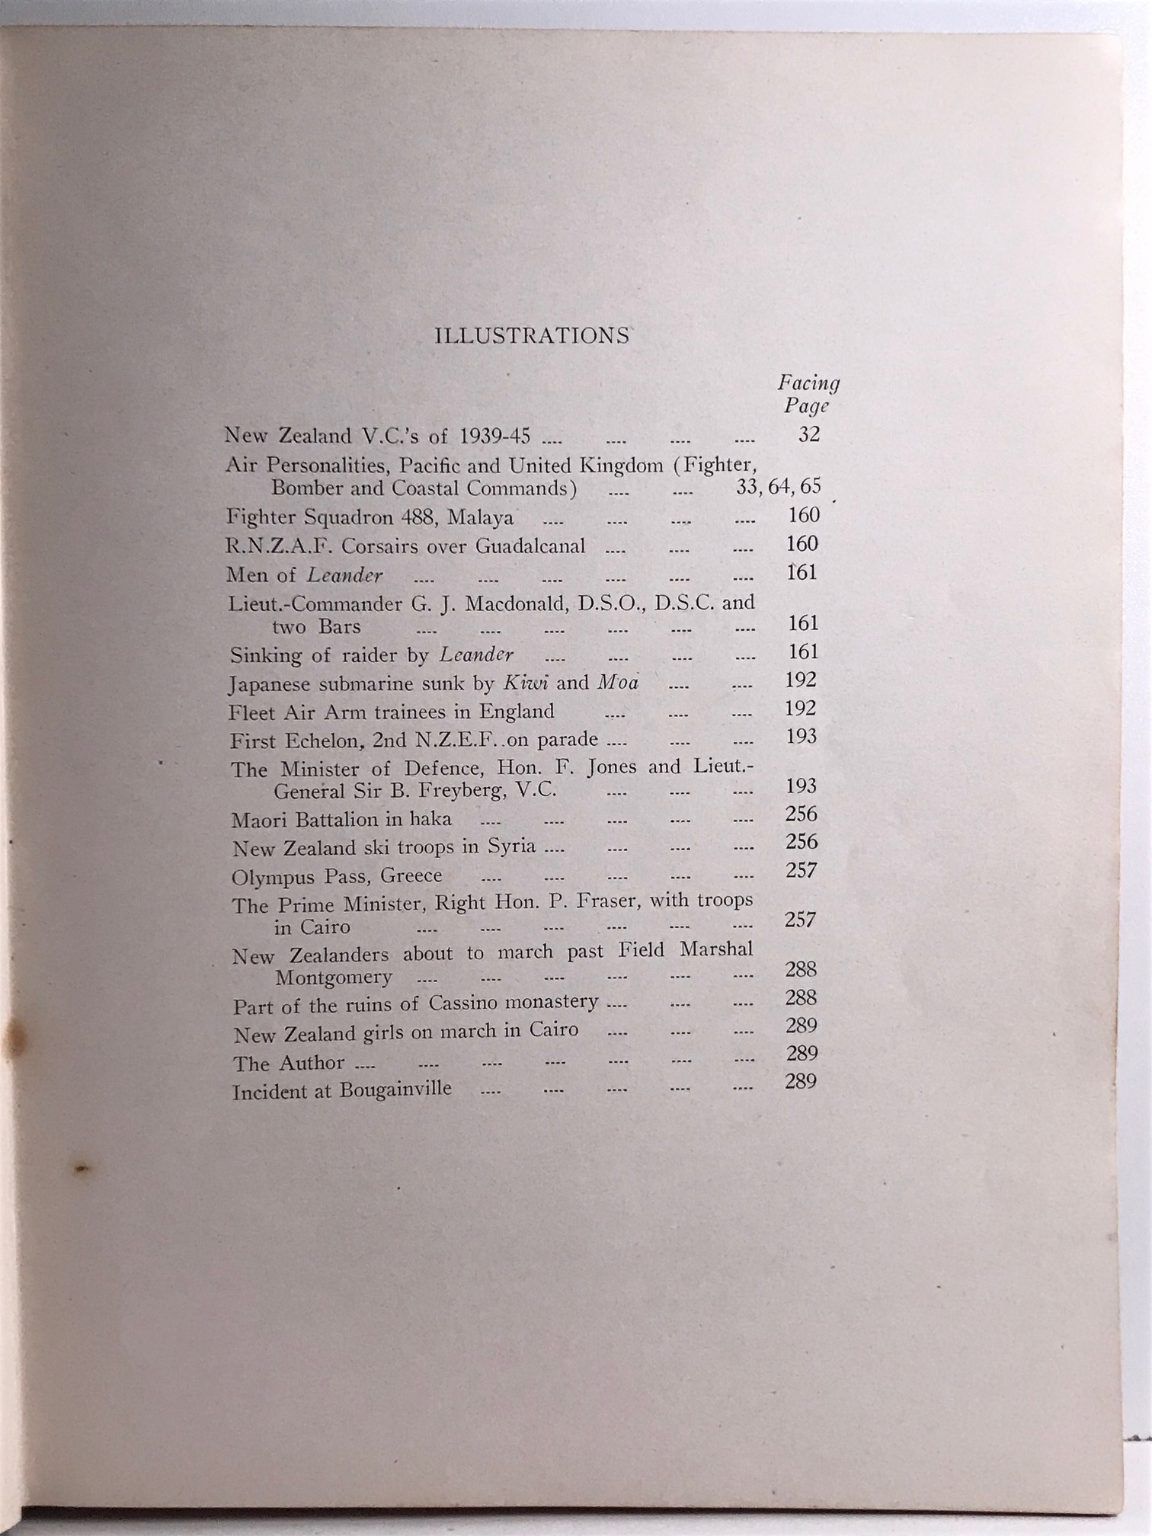 ILLUSTRATIONS
Facing
Page
New Zealand V.C.'s of 1939-45 .... .... .... .... 32
Air Personalities, Pacific and United Kingdom (Fighter,
Bomber and Coastal Commands) .... .... 33, 64, 65
Fighter Squadron 488, Malaya .... .... .... .... 160
R.N.Z.A.F. Corsairs over Guadalcanal .... .... .... 160
Men of Leander .... .... .... .... .... .... 161
Lieut.-Commander G. J. Macdonald, D.S.O., D.S.C. and
two Bars .... .... .... .... .... .... 161
Sinking of raider by Leander .... .... .... .... 161
Japanese submarine sunk by Kiwi and Moa .... .... 192
Fleet Air Arm trainees in England .... .... .... 192
First Echelon, 2nd N.Z.E.F. on parade .... .... .... 193
The Minister of Defence, Hon. F. Jones and Lieut.-
General Sir B. Freyberg, V.C. .... .... .... 193
Maori Battalion in haka .... .... .... .... .... 256
New Zealand ski troops in Syria .... .... .... .... 256
Olympus Pass, Greece .... .... .... .... .... 257
The Prime Minister, Right Hon. P. Fraser, with troops
in Cairo .... .... .... .... .... .... 257
New Zealanders about to march past Field Marshal
Montgomery .... .... .... .... .... .... 288
Part of the ruins of Cassino monastery .... .... .... 288
New Zealand girls on march in Cairo .... .... .... 289
The Author .... .... .... .... .... .... .... 289
Incident at Bougainville .... .... .... .... .... 289